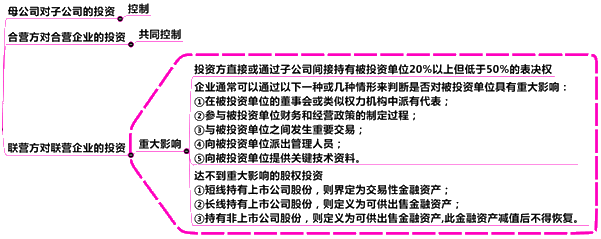 母公司对子公司的投资
控制
合营方对合营企业的投资
共同控制
联营方对联营企业的投资
重大影响
投资方直接或通过子公司间接持有被投资单位20%以上但低于50%的表决权
企业通常可以通过以下一种或几种情形来判断是否对被投资单位具有重大影响：
①在被投资单位的董事会或类似权力机构中派有代表；
②参与被投资单位财务和经营政策的制定过程；
③与被投资单位之间发生重要交易；
④向被投资单位派出管理人员；
⑤向被投资单位提供关键技术资料。
达不到重大影响的股权投资
①短线持有上市公司股份，则界定为交易性金融资产；
②长线持有上市公司股份，则定义为可供出售金融资产；
③持有非上市公司股份，则定义为可供出售金融资产,此金融资产减值后不得恢复。